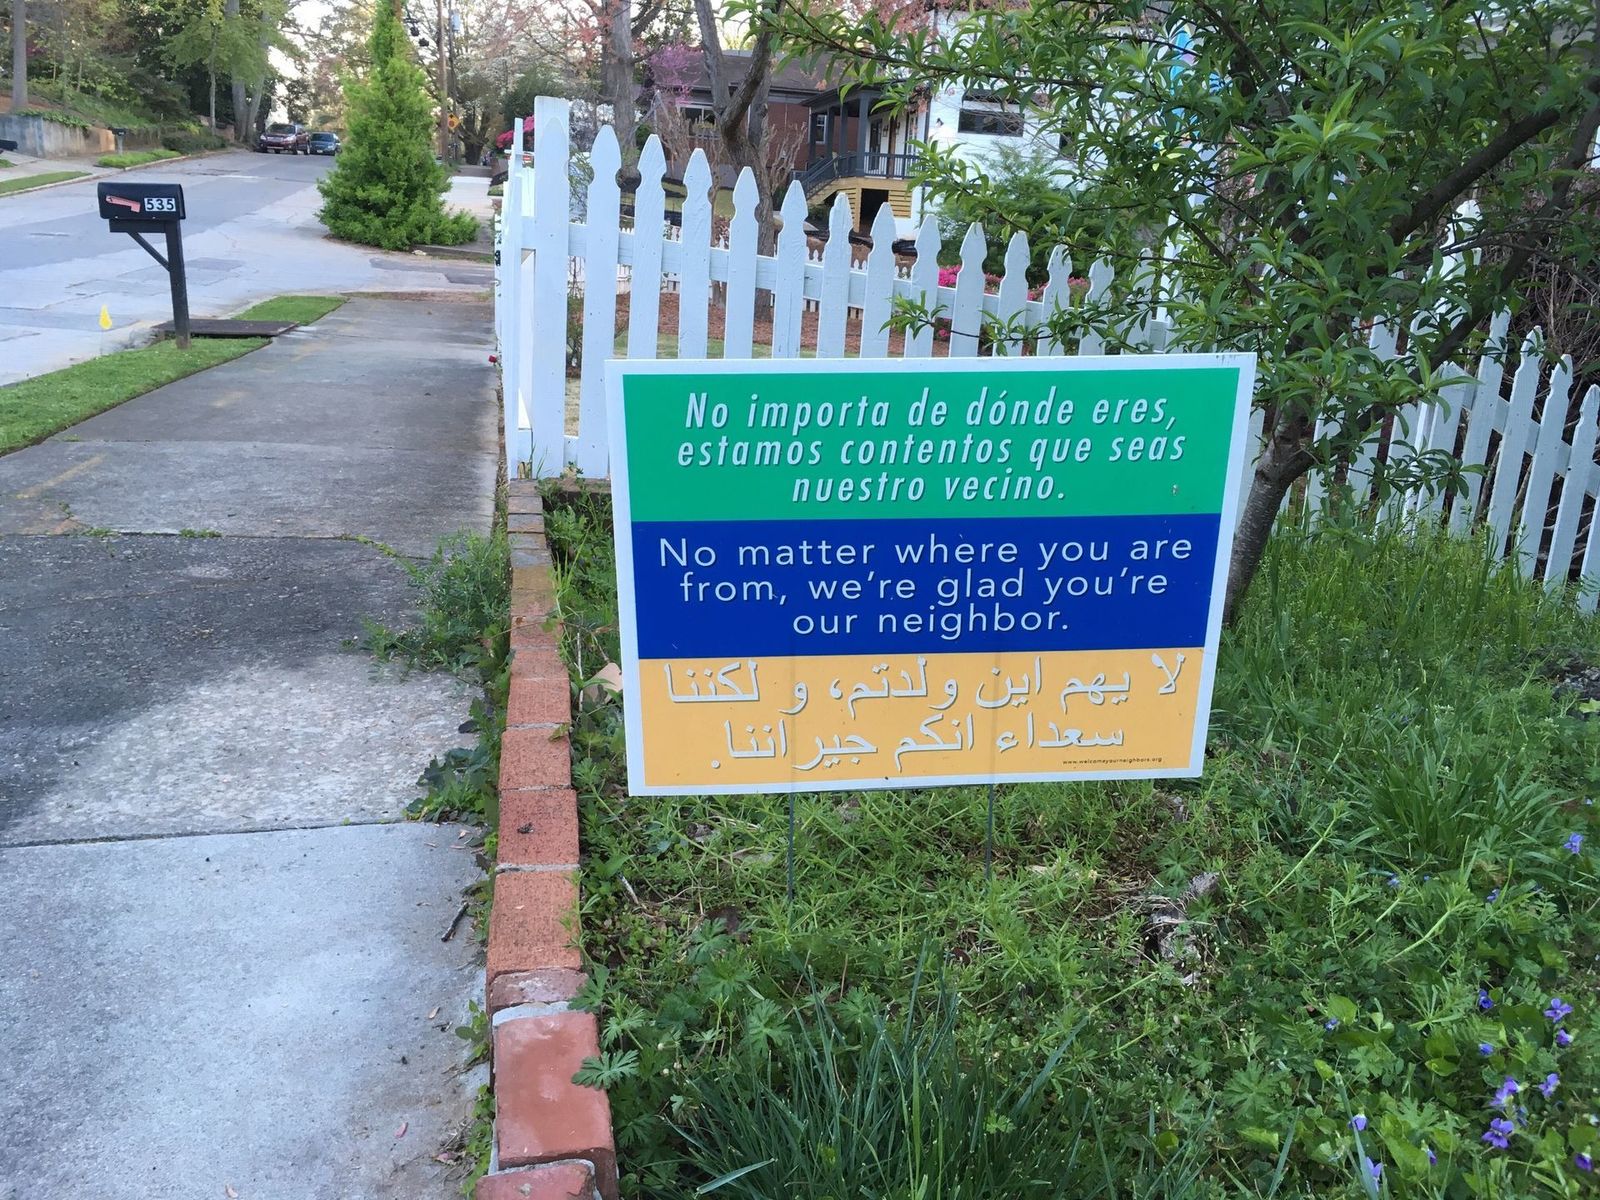 535
No importa de dónde eres,
estamos contentos que seas
nuestro vecino.
No matter where you are
from, we're glad you're
our neighbor.
لا يهم اين ولدتم، و لكننا
سعداء انكم جيراننا.
www.welcomeyourneighbors.org